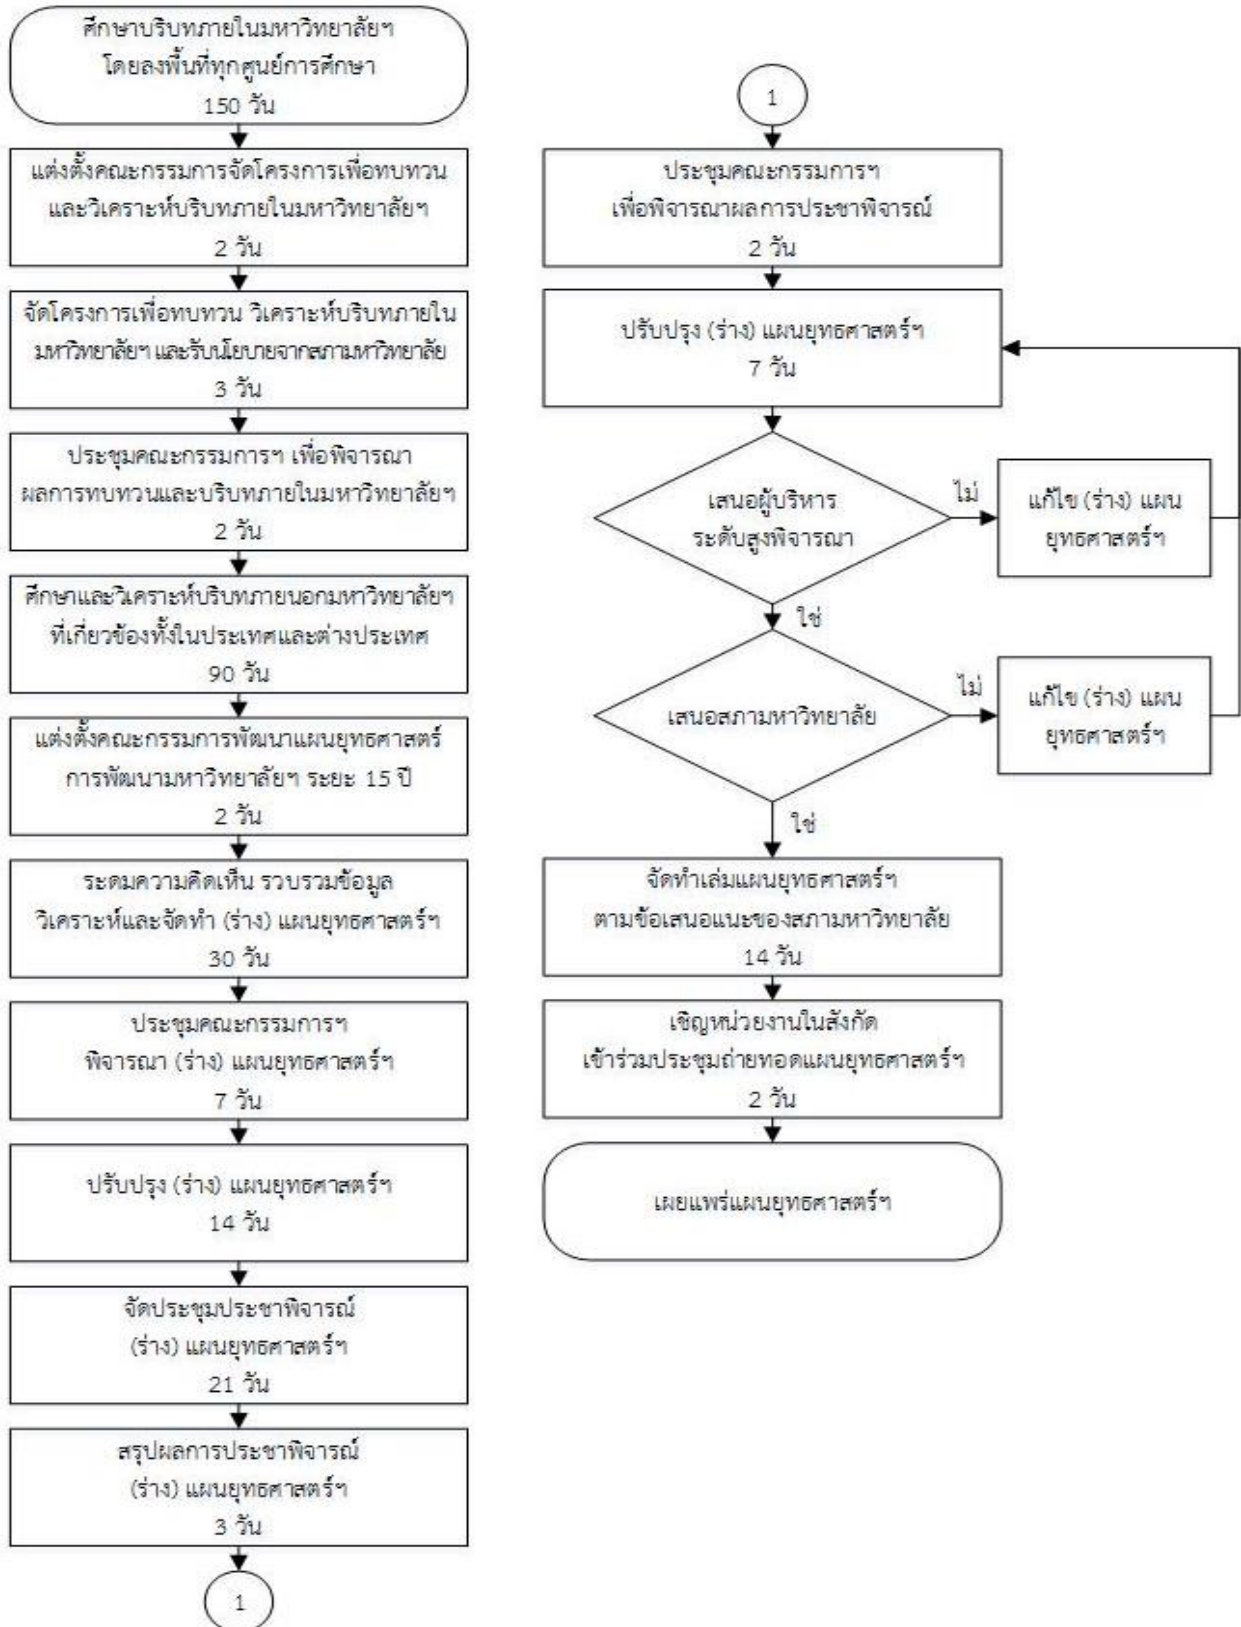 ศึกษาบริบทภายในมหาวิทยาลัยฯ
โดยลงพื้นที่ทุกศูนย์การศึกษา
150 วัน
แต่งตั้งคณะกรรมการจัดโครงการเพื่อทบทวน
และวิเคราะห์บริบทภายในมหาวิทยาลัยฯ
2 วัน
จัดโครงการเพื่อทบทวน วิเคราะห์บริบทภายใน
มหาวิทยาลัยฯ และรับนโยบายจากสภามหาวิทยาลัย
3 วัน
ประชุมคณะกรรมการฯ เพื่อพิจารณา
ผลการทบทวนและบริบทภายในมหาวิทยาลัยฯ
2 วัน
ศึกษาและวิเคราะห์บริบทภายนอกมหาวิทยาลัยฯ
ที่เกี่ยวข้องทั้งในประเทศและต่างประเทศ
90 วัน
แต่งตั้งคณะกรรมการพัฒนาแผนยุทธศาสตร์
การพัฒนามหาวิทยาลัยฯ ระยะ 15 ปี
2 วัน
ระดมความคิดเห็น รวบรวมข้อมูล
วิเคราะห์และจัดทำ (ร่าง) แผนยุทธศาสตร์ฯ
30 วัน
ประชุมคณะกรรมการฯ
พิจารณา (ร่าง) แผนยุทธศาสตร์ฯ
7 วัน
ปรับปรุง (ร่าง) แผนยุทธศาสตร์ฯ
14 วัน
จัดประชุมประชาพิจารณ์
(ร่าง) แผนยุทธศาสตร์ฯ
21 วัน
สรุปผลการประชาพิจารณ์
(ร่าง) แผนยุทธศาสตร์ฯ
3 วัน
1
1
ประชุมคณะกรรมการฯ
เพื่อพิจารณาผลการประชาพิจารณ์
2 วัน
ปรับปรุง (ร่าง) แผนยุทธศาสตร์ฯ
7 วัน
เสนอผู้บริหาร
ระดับสูงพิจารณา
ไม่
แก้ไข (ร่าง) แผน
ยุทธศาสตร์ฯ
ใช่
เสนอสภามหาวิทยาลัย
ไม่
แก้ไข (ร่าง) แผน
ยุทธศาสตร์ฯ
ใช่
จัดทำเล่มแผนยุทธศาสตร์ฯ
ตามข้อเสนอแนะของสภามหาวิทยาลัย
14 วัน
เชิญหน่วยงานในสังกัด
เข้าร่วมประชุมถ่ายทอดแผนยุทธศาสตร์ฯ
2 วัน
เผยแพร่แผนยุทธศาสตร์ฯ